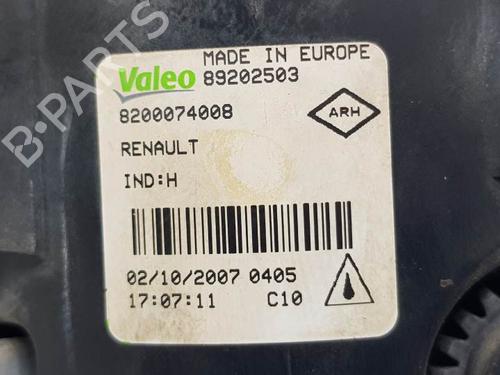 MADE IN EUROPE
Valeo 89202503
8200074008
ARH
RENAULT
IND:H
02/10/2007 0405
17:07:11 C10
B-PARTS